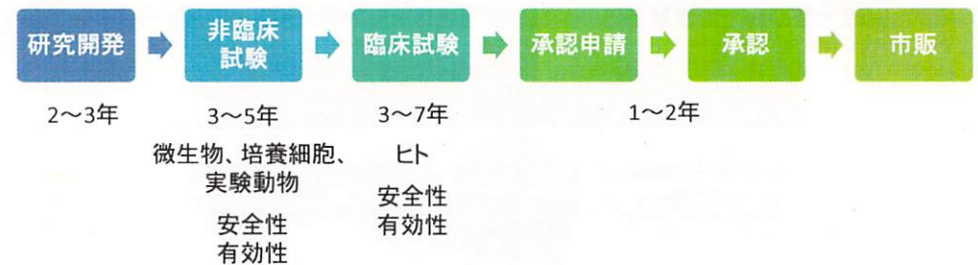 研究開発
非臨床
試験
臨床試験
承認申請
承認
市販
2～3年
3～5年
3～7年
1～2年
微生物、培養細胞、
実験動物
ヒト
安全性
有効性
安全性
有効性